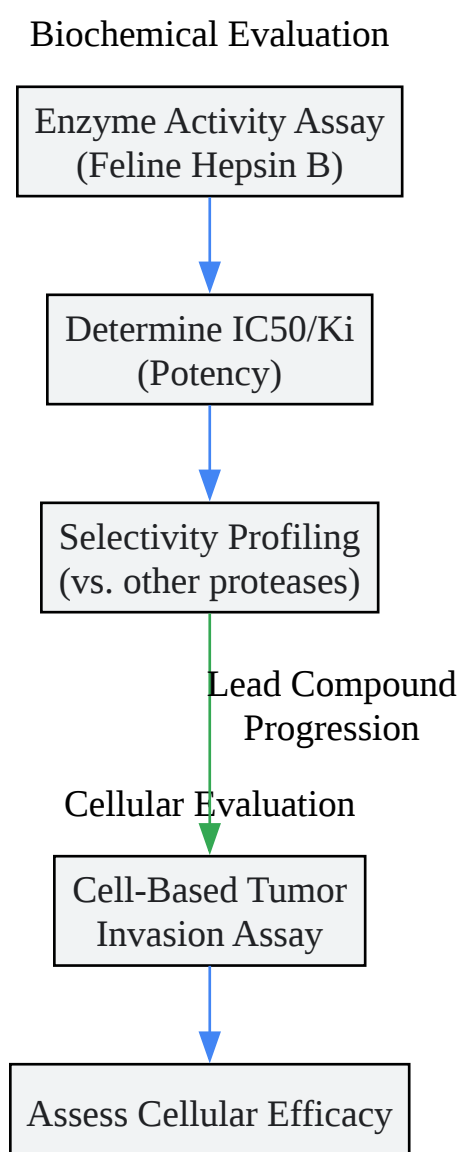 Biochemical Evaluation
Enzyme Activity Assay
(Feline Hepsin B)
Determine IC50/Ki
(Potency)
Selectivity Profiling
(vs. other proteases)
Lead Compound
Progression
Cellular Evaluation
Cell-Based Tumor
Invasion Assay
Assess Cellular Efficacy